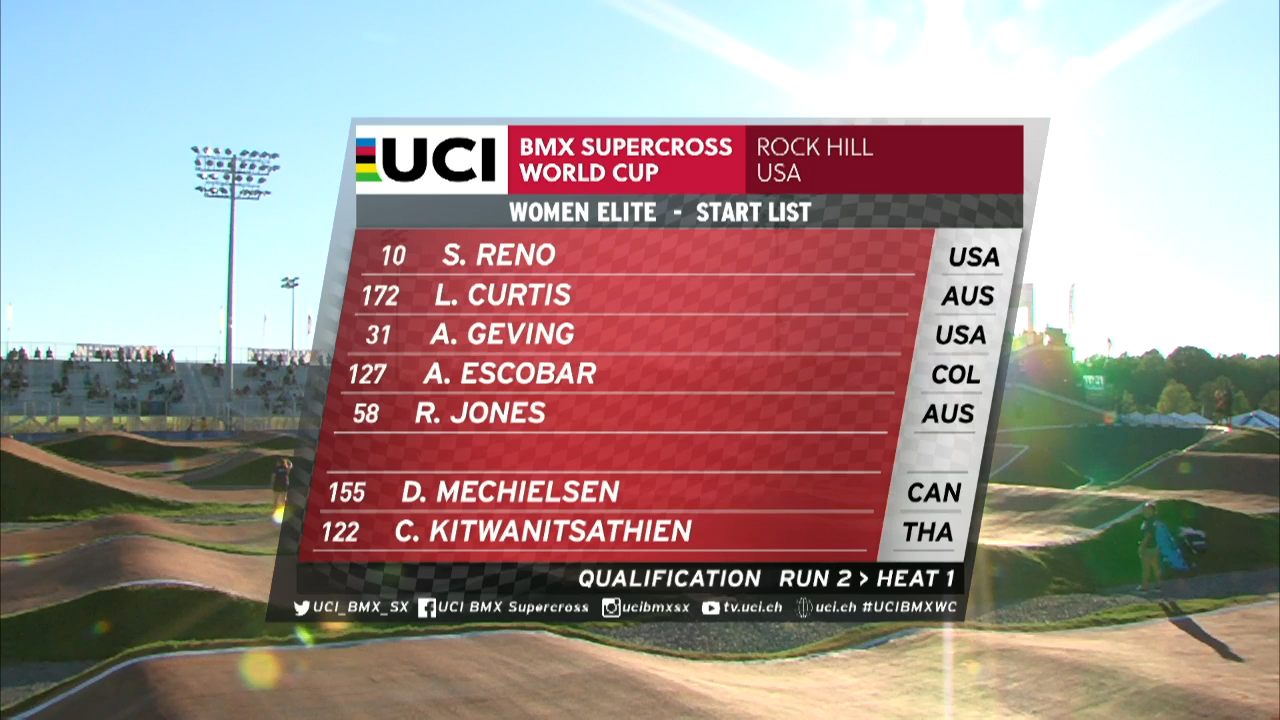 UCI BMX SUPERCROSS WORLD CUP ROCK HILL USA
WOMEN ELITE - START LIST
10 S. RENO USA
172 L. CURTIS AUS
31 A. GEVING USA
127 A. ESCOBAR COL
58 R. JONES AUS
155 D. MECHIELSEN CAN
122 C. KITWANITSATHIEN THA
QUALIFICATION RUN 2 > HEAT 1
UCI_BMX_SX UCI BMX Supercross ucibmxsx tv.uci.ch uci.ch #UCIBMXWC